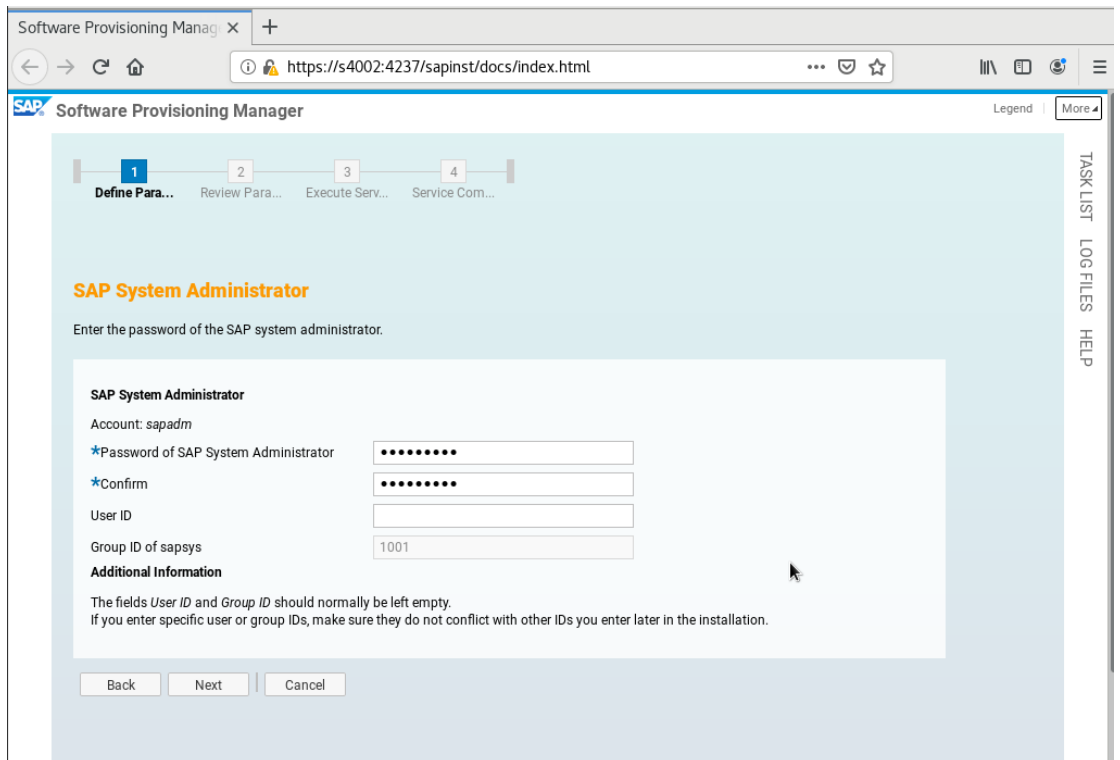 Software Provisioning Manag
https://s4002:4237/sapinst/docs/index.html
SAP Software Provisioning Manager
Legend
More
1
2
3
4
Define Para...
Review Para...
Execute Serv...
Service Com...
TASK LIST
LOG FILES
HELP
SAP System Administrator
Enter the password of the SAP system administrator.
SAP System Administrator
Account: sapadm
*Password of SAP System Administrator
•••••••••
*Confirm
•••••••••
User ID
Group ID of sapsys
1001
Additional Information
The fields User ID and Group ID should normally be left empty.
If you enter specific user or group IDs, make sure they do not conflict with other IDs you enter later in the installation.
Back
Next
Cancel